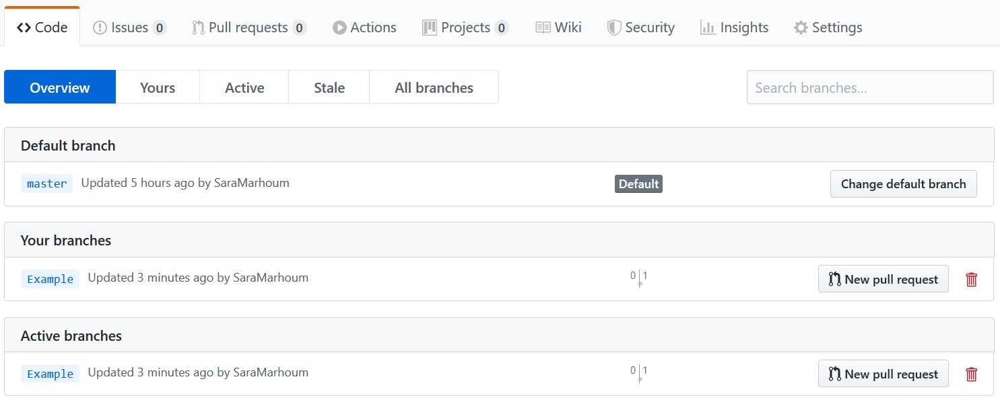 Code Issues 0 Pull requests 0 Actions Projects 0 Wiki Security Insights Settings
Overview Yours Active Stale All branches Search branches...
Default branch
master Updated 5 hours ago by SaraMarhoum Default Change default branch
Your branches
Example Updated 3 minutes ago by SaraMarhoum 0 1 New pull request
Active branches
Example Updated 3 minutes ago by SaraMarhoum 0 1 New pull request